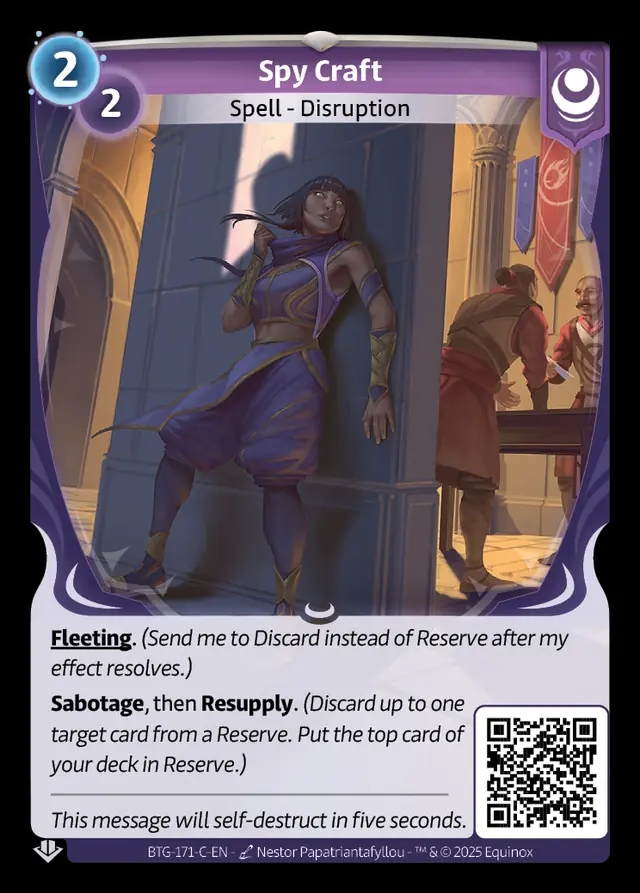 2
Spy Craft
2
Spell - Disruption
Fleeting. (Send me to Discard instead of Reserve after my
effect resolves.)
Sabotage, then Resupply. (Discard up to one
target card from a Reserve. Put the top card of
your deck in Reserve.)
This message will self-destruct in five seconds.
BTG-171-C-EN - Nestor Papatriantafyllou - ™ & © 2025 Equinox